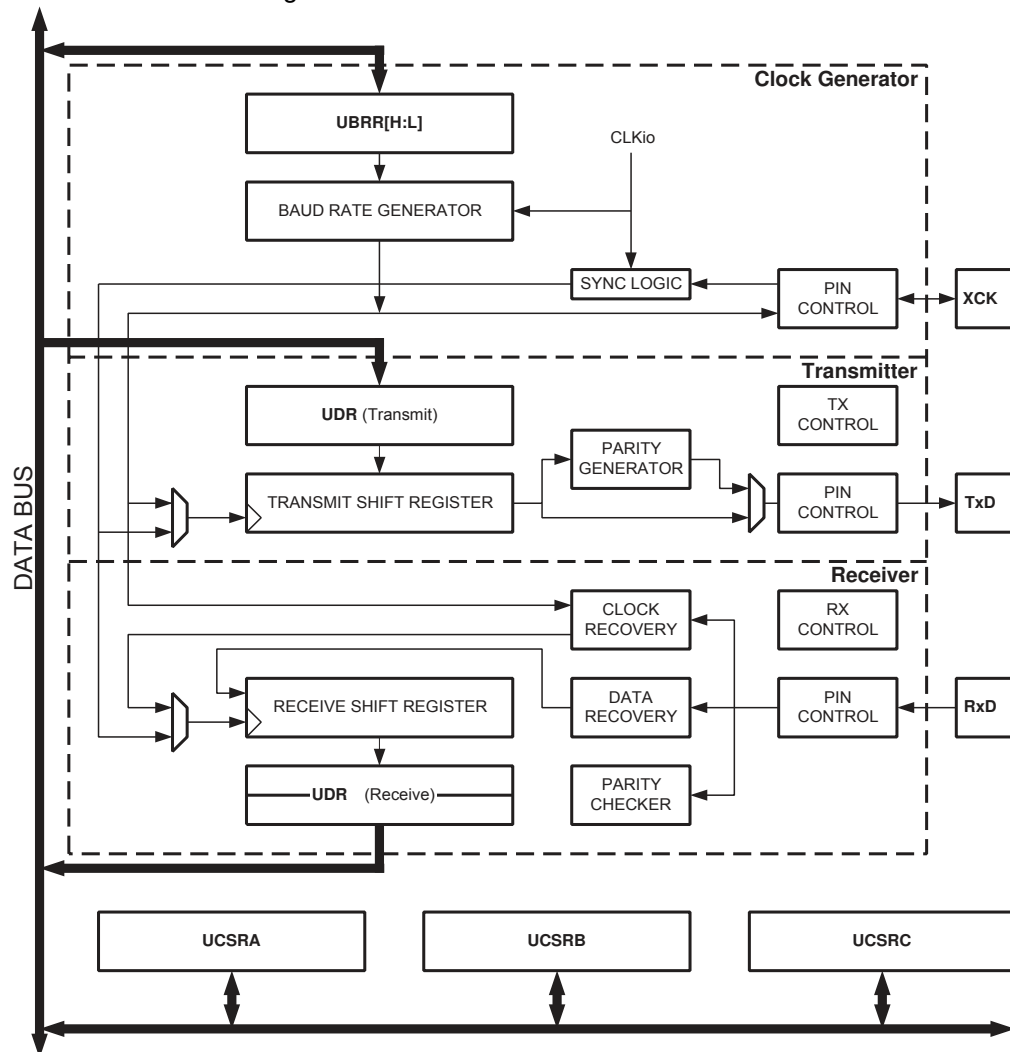 Clock Generator
UBRR[H:L]
CLKio
BAUD RATE GENERATOR
SYNC LOGIC
PIN
CONTROL
XCK
Transmitter
TX
CONTROL
UDR (Transmit)
PARITY
GENERATOR
TRANSMIT SHIFT REGISTER
PIN
CONTROL
TxD
DATA BUS
Receiver
CLOCK
RECOVERY
RX
CONTROL
RECEIVE SHIFT REGISTER
DATA
RECOVERY
PIN
CONTROL
RxD
UDR (Receive)
PARITY
CHECKER
UCSRA
UCSRB
UCSRC